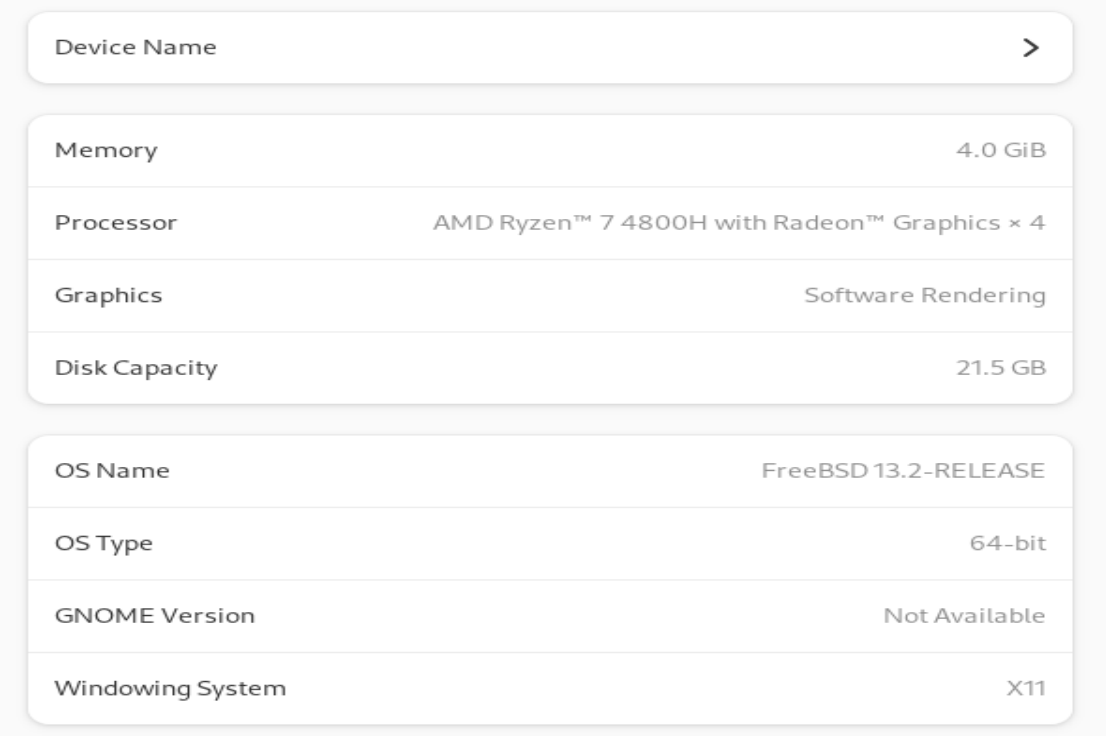 Device Name
Memory 4.0 GiB
Processor AMD Ryzen™ 7 4800H with Radeon™ Graphics × 4
Graphics Software Rendering
Disk Capacity 21.5 GB
OS Name FreeBSD 13.2-RELEASE
OS Type 64-bit
GNOME Version Not Available
Windowing System X11